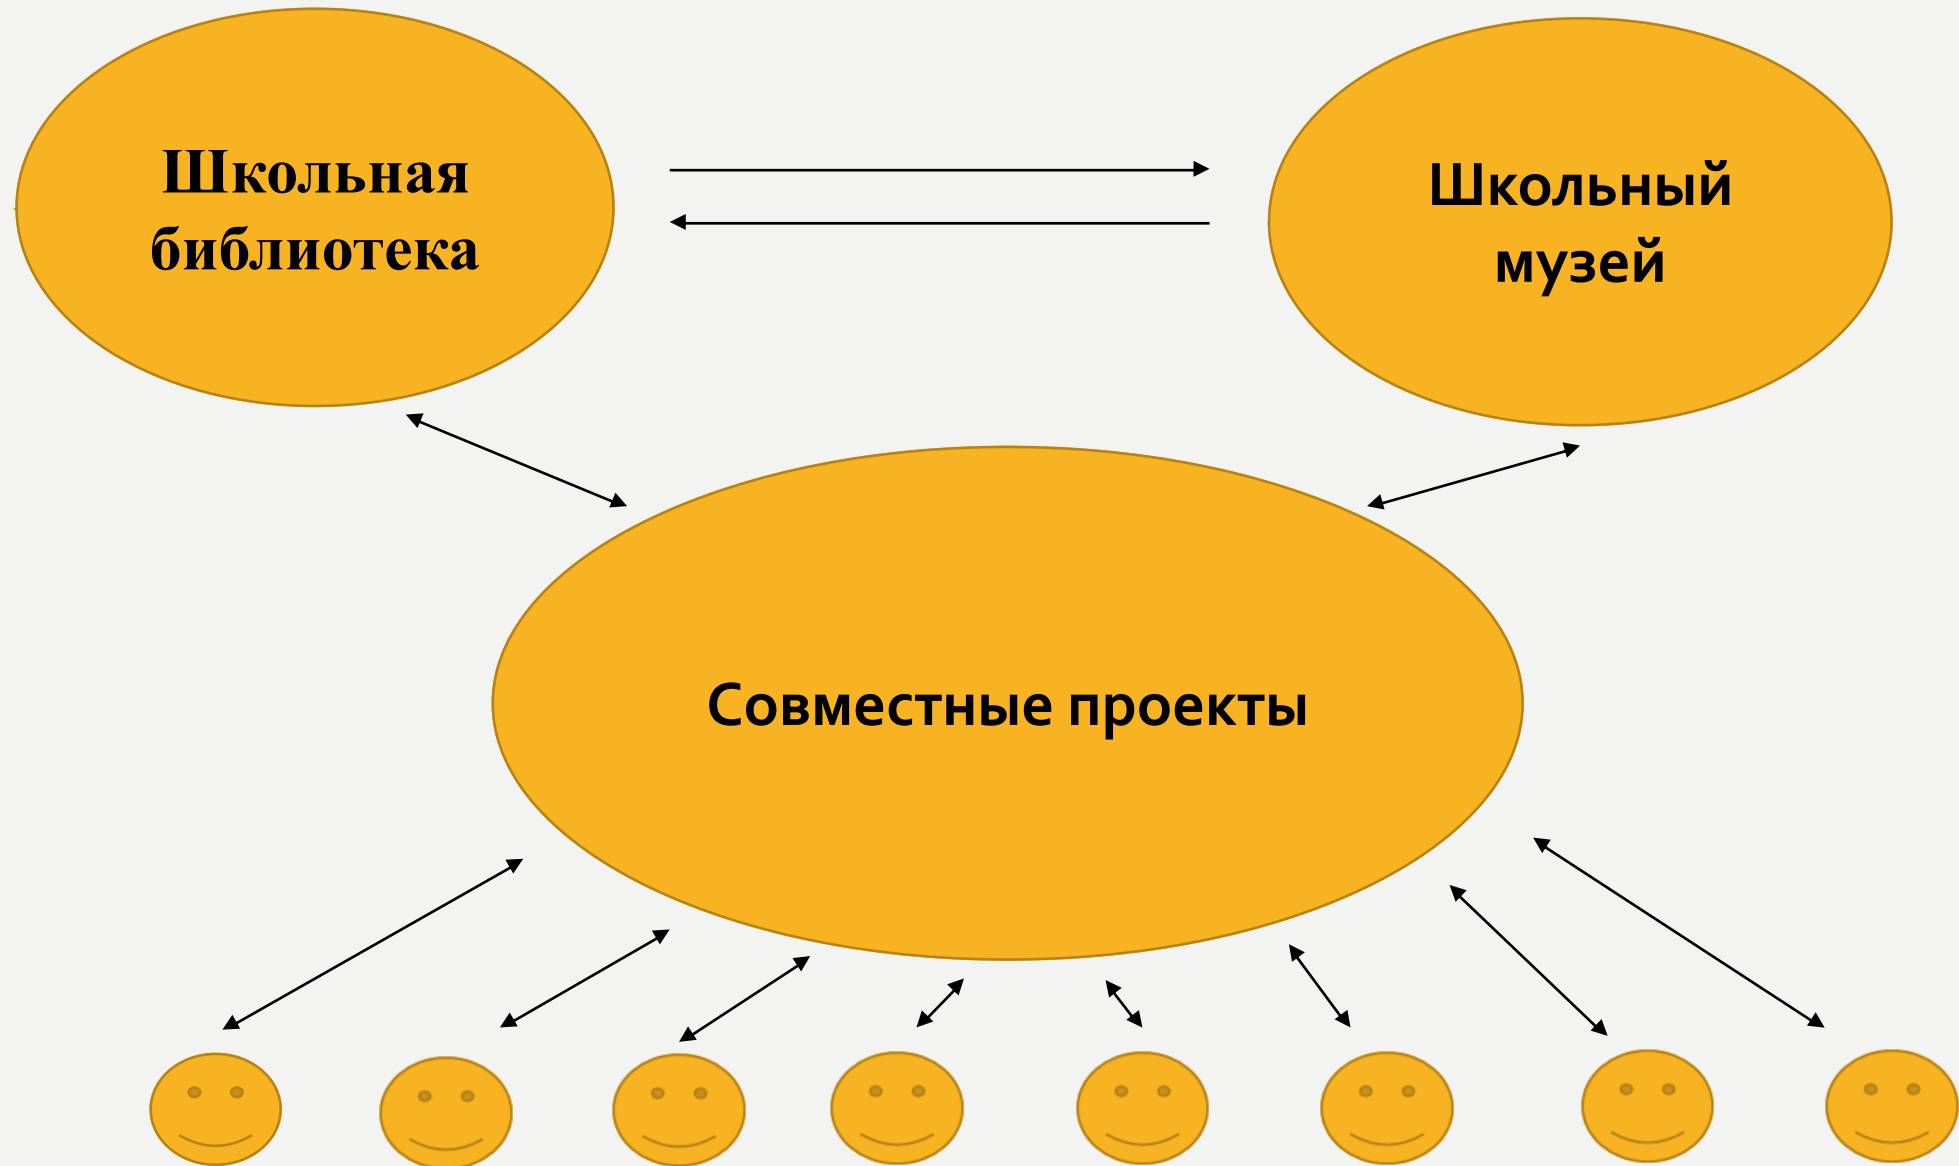 Школьная
библиотека
Школьный
музей
Совместные проекты